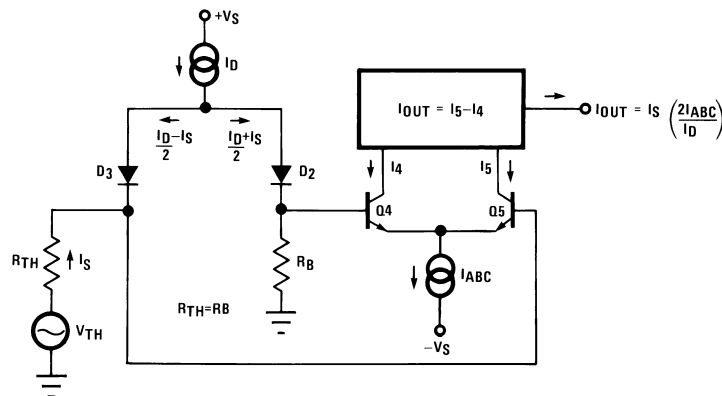 +VS
ID
ID/2 −IS
ID/2 +IS
D3
D2
IOUT = I5−I4
IOUT = IS (2IABC/ID)
I4
I5
Q4
Q5
RTH
IS
RB
IABC
RTH=RB
VTH
−VS